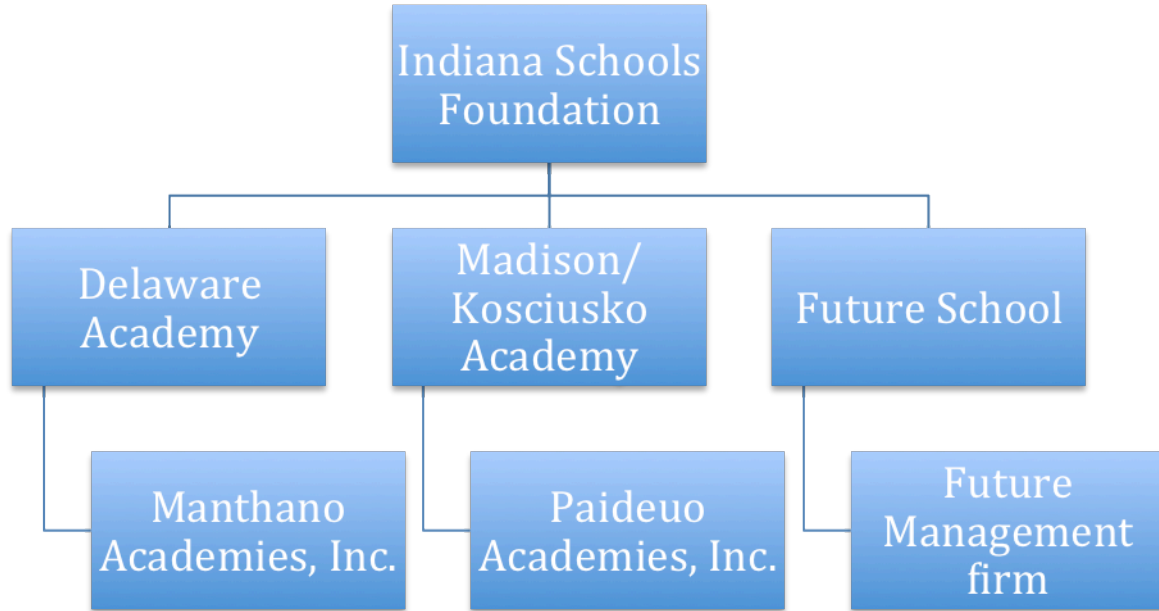 Indiana Schools
Foundation
Delaware
Academy
Madison/
Kosciusko
Academy
Future School
Manthano
Academies, Inc.
Paideuo
Academies, Inc.
Future
Management
firm